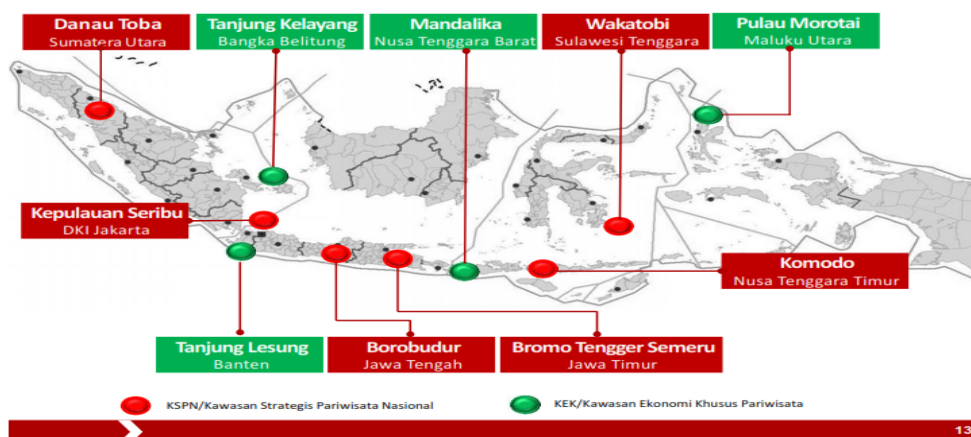 Danau Toba
Sumatera Utara
Tanjung Kelayang
Bangka Belitung
Mandalika
Nusa Tenggara Barat
Wakatobi
Sulawesi Tenggara
Pulau Morotai
Maluku Utara
Kepulauan Seribu
DKI Jakarta
Komodo
Nusa Tenggara Timur
Tanjung Lesung
Banten
Borobudur
Jawa Tengah
Bromo Tengger Semeru
Jawa Timur
KSPN/Kawasan Strategis Pariwisata Nasional
KEK/Kawasan Ekonomi Khusus Pariwisata
13